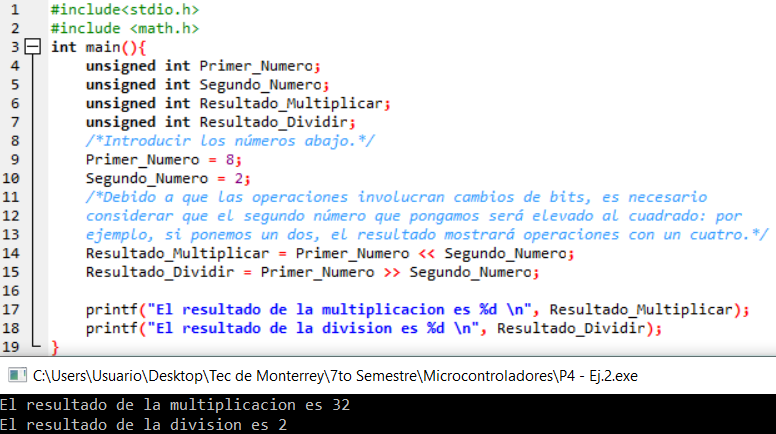 1 #include<stdio.h>
2 #include <math.h>
3 int main(){
4 unsigned int Primer_Numero;
5 unsigned int Segundo_Numero;
6 unsigned int Resultado_Multiplicar;
7 unsigned int Resultado_Dividir;
8 /*Introducir los números abajo.*/
9 Primer_Numero = 8;
10 Segundo_Numero = 2;
11 /*Debido a que las operaciones involucran cambios de bits, es necesario
12 considerar que el segundo número que pongamos será elevado al cuadrado: por
13 ejemplo, si ponemos un dos, el resultado mostrará operaciones con un cuatro.*/
14 Resultado_Multiplicar = Primer_Numero << Segundo_Numero;
15 Resultado_Dividir = Primer_Numero >> Segundo_Numero;
16
17 printf("El resultado de la multiplicacion es %d \n", Resultado_Multiplicar);
18 printf("El resultado de la division es %d \n", Resultado_Dividir);
19 }
C:\Users\Usuario\Desktop\Tec de Monterrey\7to Semestre\Microcontroladores\P4 - Ej.2.exe
El resultado de la multiplicacion es 32
El resultado de la division es 2